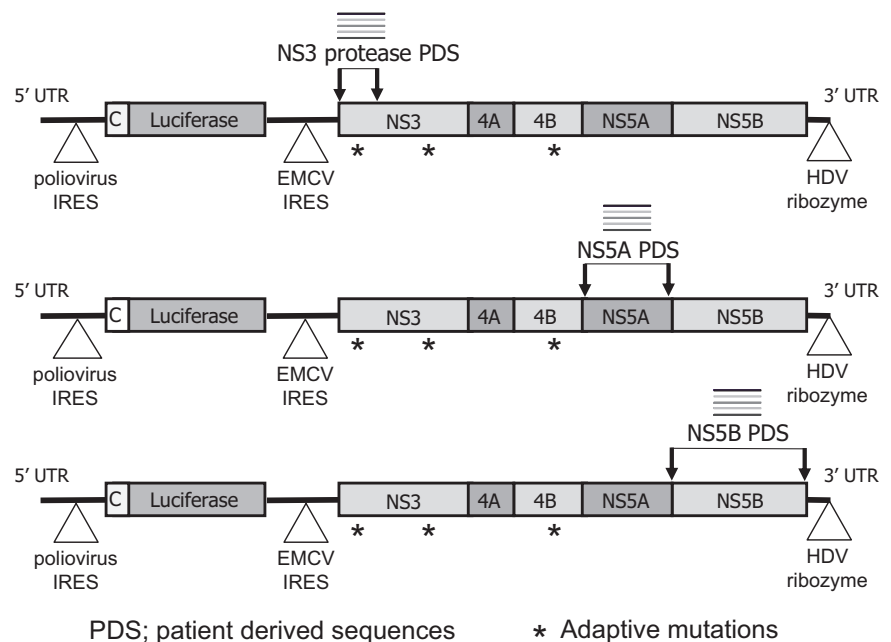 NS3 protease PDS
5′ UTR 3′ UTR
C Luciferase NS3 4A 4B NS5A NS5B
* * *
poliovirus EMCV HDV
IRES IRES ribozyme
NS5A PDS
5′ UTR 3′ UTR
C Luciferase NS3 4A 4B NS5A NS5B
* * *
poliovirus EMCV HDV
IRES IRES ribozyme
NS5B PDS
5′ UTR 3′ UTR
C Luciferase NS3 4A 4B NS5A NS5B
* * *
poliovirus EMCV HDV
IRES IRES ribozyme
PDS; patient derived sequences * Adaptive mutations